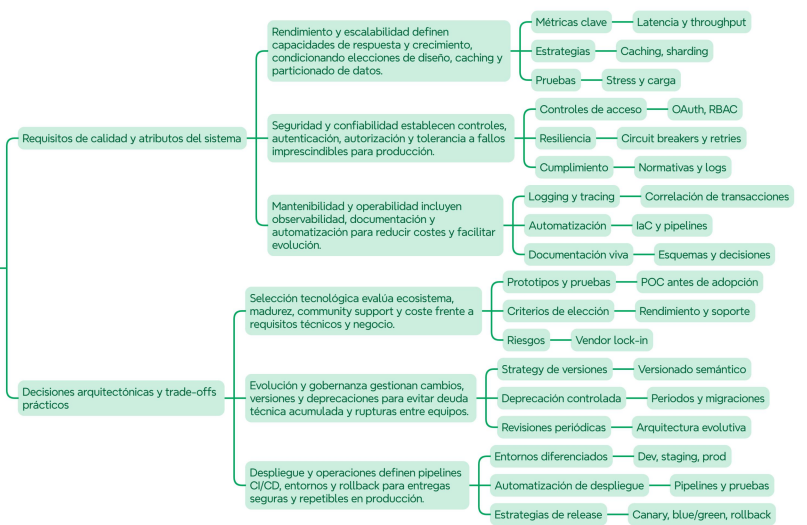 Requisitos de calidad y atributos del sistema
Rendimiento y escalabilidad definen
capacidades de respuesta y crecimiento,
condicionando elecciones de diseño, caching y
particionado de datos.
Métricas clave
Latencia y throughput
Estrategias
Caching, sharding
Pruebas
Stress y carga
Seguridad y confiabilidad establecen controles,
autenticación, autorización y tolerancia a fallos
imprescindibles para producción.
Controles de acceso
OAuth, RBAC
Resiliencia
Circuit breakers y retries
Cumplimiento
Normativas y logs
Mantenibilidad y operabilidad incluyen
observabilidad, documentación y
automatización para reducir costes y facilitar
evolución.
Logging y tracing
Correlación de transacciones
Automatización
IaC y pipelines
Documentación viva
Esquemas y decisiones
Decisiones arquitectónicas y trade-offs
prácticos
Selección tecnológica evalúa ecosistema,
madurez, community support y coste frente a
requisitos técnicos y negocio.
Prototipos y pruebas
POC antes de adopción
Criterios de elección
Rendimiento y soporte
Riesgos
Vendor lock-in
Evolución y gobernanza gestionan cambios,
versiones y deprecaciones para evitar deuda
técnica acumulada y rupturas entre equipos.
Strategy de versiones
Versionado semántico
Deprecación controlada
Periodos y migraciones
Revisiones periódicas
Arquitectura evolutiva
Despliegue y operaciones definen pipelines
CI/CD, entornos y rollback para entregas
seguras y repetibles en producción.
Entornos diferenciados
Dev, staging, prod
Automatización de despliegue
Pipelines y pruebas
Estrategias de release
Canary, blue/green, rollback